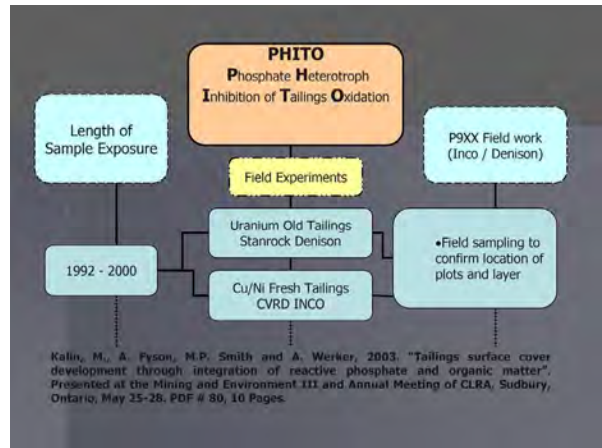 PHITO
Phosphate Heterotroph
Inhibition of Tailings Oxidation
Length of
Sample Exposure
P9XX Field work
(Inco / Denison)
Field Experiments
Uranium Old Tailings
Stanrock Denison
1992 - 2000
•Field sampling to
confirm location of
plots and layer
Cu/Ni Fresh Tailings
CVRD INCO
Kalin, M., A. Fyson, M.P. Smith and A. Werker, 2003. "Tailings surface cover
development through integration of reactive phosphate and organic matter".
Presented at the Mining and Environment III and Annual Meeting of CLRA, Sudbury,
Ontario, May 25-28. PDF # 80, 10 Pages.